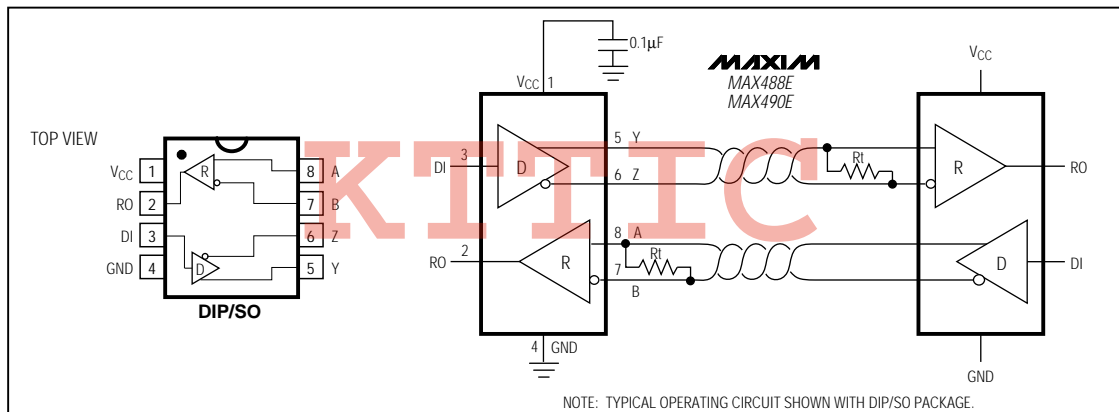 TOP VIEW
VCC 1
RO 2
DI 3
GND 4
8 A
7 B
6 Z
5 Y
R
D
DIP/SO
0.1µF
MAXIM
MAX488E
MAX490E
VCC
1
DI 3
D
5 Y
6 Z
Rt
R
RO
VCC
RO 2
R
8 A
Rt
7
B
D
DI
4 GND
GND
KTTIC
NOTE: TYPICAL OPERATING CIRCUIT SHOWN WITH DIP/SO PACKAGE.